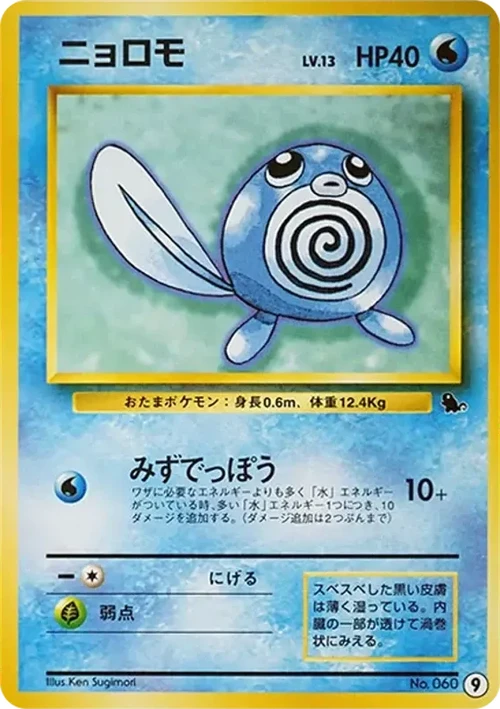 ニョロモ LV.13 HP40
おたまポケモン：身長0.6m、体重12.4Kg
みずでっぽう 10+
ワザに必要なエネルギーよりも多く「水」エネルギー
がついている時、多い「水」エネルギー1つにつき、10
ダメージを追加する。（ダメージ追加は2つぶんまで）
にげる
弱点
スベスベした黒い皮膚
は薄く湿っている。内
臓の一部が透けて渦巻
状にみえる。
Illus. Ken Sugimori No. 060 9